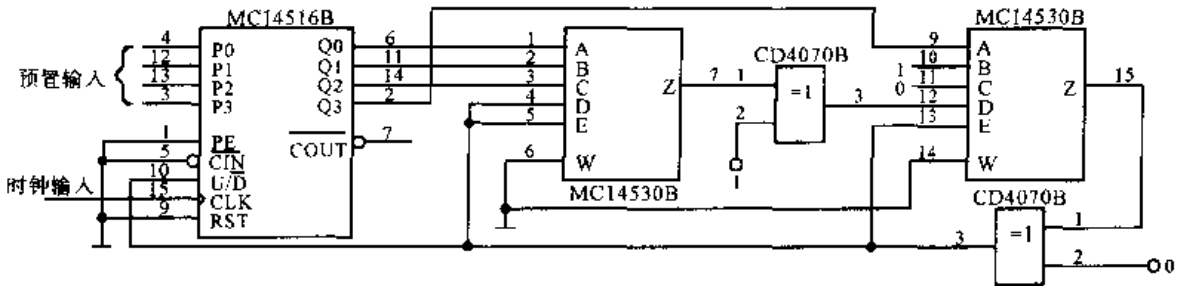 MC14516B
4 P0 Q0 6
12 P1 Q1 11
13 P2 Q2 14
3 P3 Q3 2
预置输入
1 PE
5 CIN COUT 7
10 U/D
15 CLK
9 RST
时钟输入
1 A
2 B
3 C
4 D
5 E
6 W
Z 7
MC14530B
CD4070B
1
2
=1
3
1
MC14530B
9 A
10 B
1
11 C
0
12 D
13 E
14 W
Z 15
CD4070B
3
=1
1
2
0